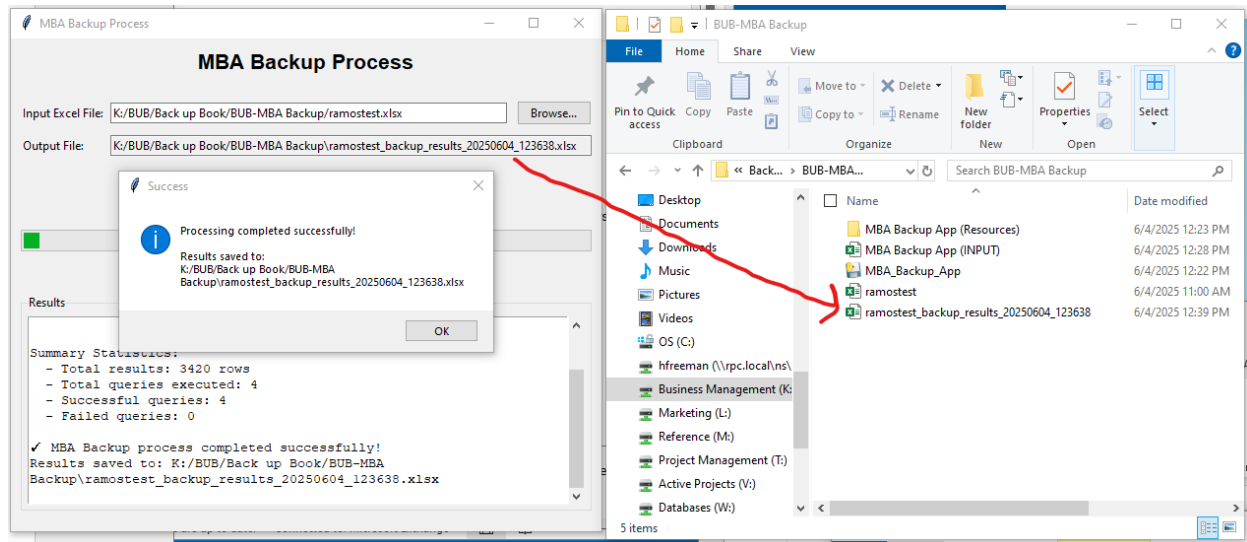 MBA Backup Process
MBA Backup Process
Input Excel File: K:/BUB/Back up Book/BUB-MBA Backup/ramostest.xlsx Browse...
Output File: K:/BUB/Back up Book/BUB-MBA Backup\ramostest_backup_results_20250604_123638.xlsx
Success
Processing completed successfully!
Results saved to:
K:/BUB/Back up Book/BUB-MBA
Backup\ramostest_backup_results_20250604_123638.xlsx
OK
Results
Summary Statistics:
- Total results: 3420 rows
- Total queries executed: 4
- Successful queries: 4
- Failed queries: 0
✓ MBA Backup process completed successfully!
Results saved to: K:/BUB/Back up Book/BUB-MBA
Backup\ramostest_backup_results_20250604_123638.xlsx
BUB-MBA Backup
File Home Share View
Pin to Quick access
Copy
Paste
Move to
Copy to
Delete
Rename
New folder
Properties
Select
Clipboard Organize New Open
« Back... > BUB-MBA... Search BUB-MBA Backup
Desktop
Documents
Downloads
Music
Pictures
Videos
OS (C:)
hfreeman (\\rpc.local\ns\
Business Management (K:
Marketing (L:)
Reference (M:)
Project Management (T:)
Active Projects (V:)
Databases (W:)
Name Date modified
MBA Backup App (Resources) 6/4/2025 12:23 PM
MBA Backup App (INPUT) 6/4/2025 12:28 PM
MBA_Backup_App 6/4/2025 12:22 PM
ramostest 6/4/2025 11:00 AM
ramostest_backup_results_20250604_123638 6/4/2025 12:39 PM
5 items